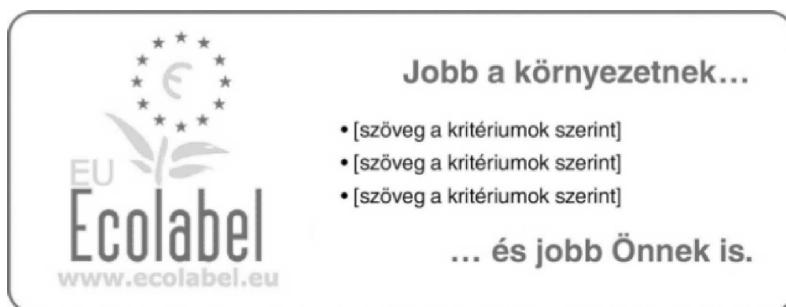 Jobb a környezetnek…
• [szöveg a kritériumok szerint]
• [szöveg a kritériumok szerint]
• [szöveg a kritériumok szerint]
… és jobb Önnek is.
EU
Ecolabel
www.ecolabel.eu